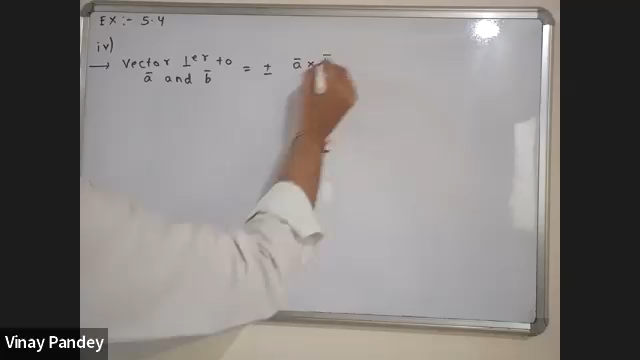 EX :- 5.4
iv)
→ vector ⊥er to = ± ā ×
ā and b̄
Vinay Pandey